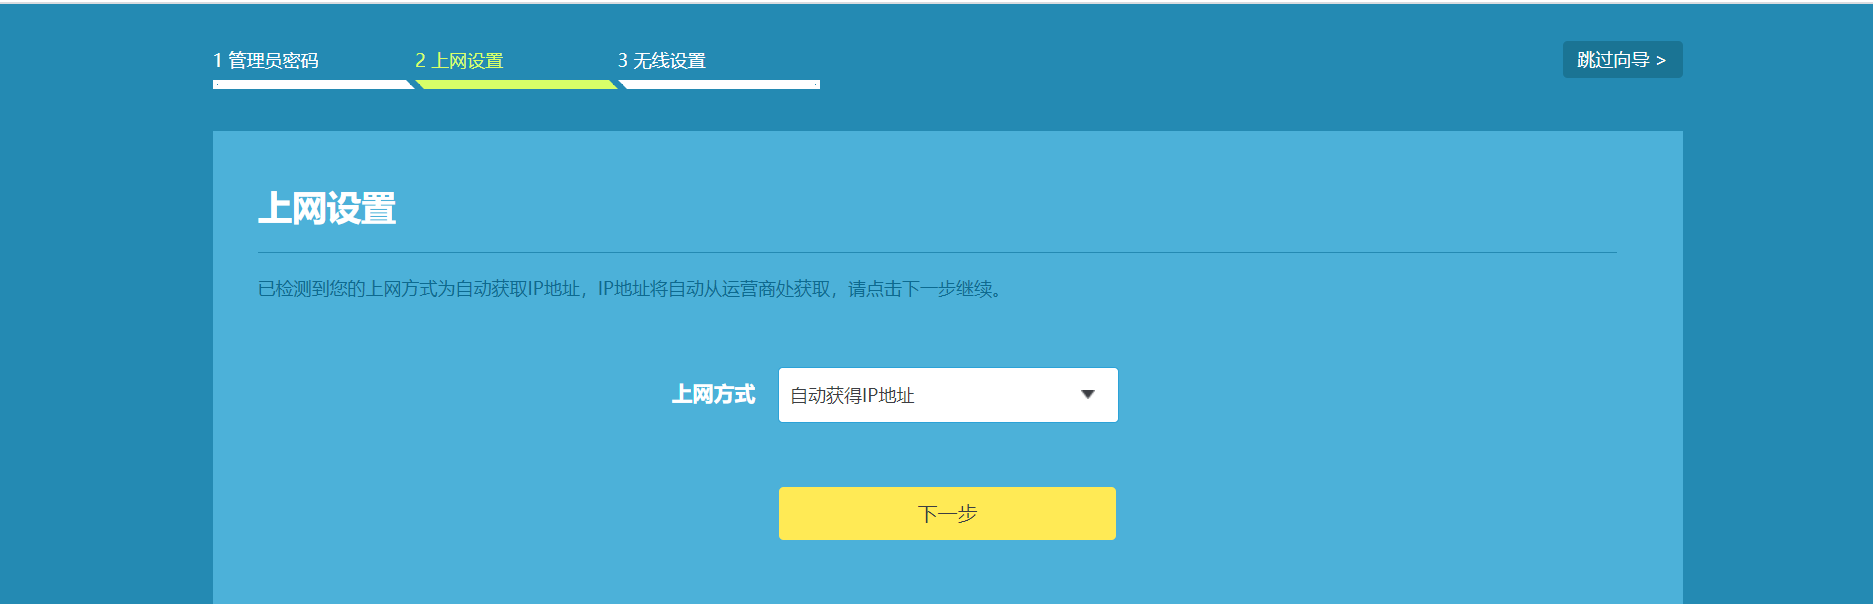 1 管理员密码 2 上网设置 3 无线设置 跳过向导 >
上网设置
已检测到您的上网方式为自动获取IP地址，IP地址将自动从运营商处获取，请点击下一步继续。
上网方式 自动获得IP地址
下一步